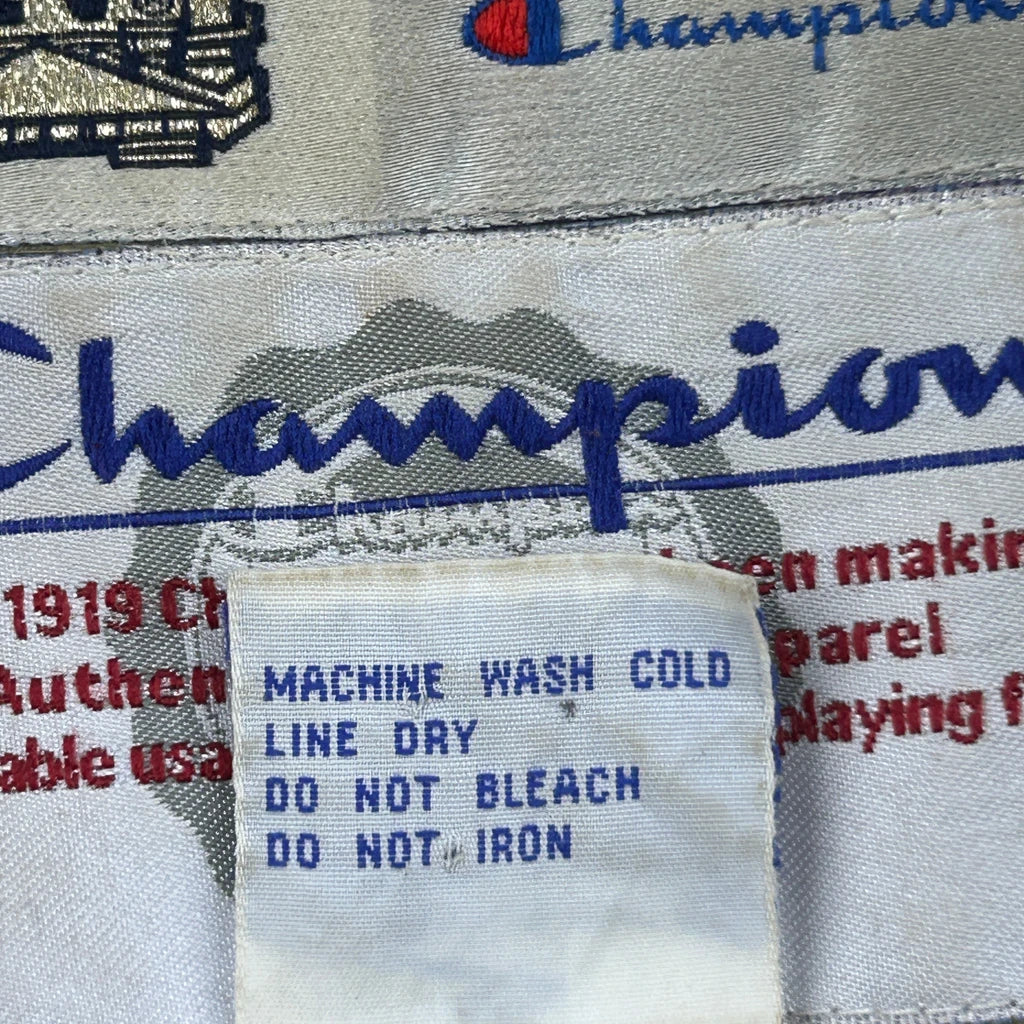 Champion
Champion
1919 Ch en makin
Authen parel
able usa playing f
MACHINE WASH COLD
LINE DRY
DO NOT BLEACH
DO NOT IRON